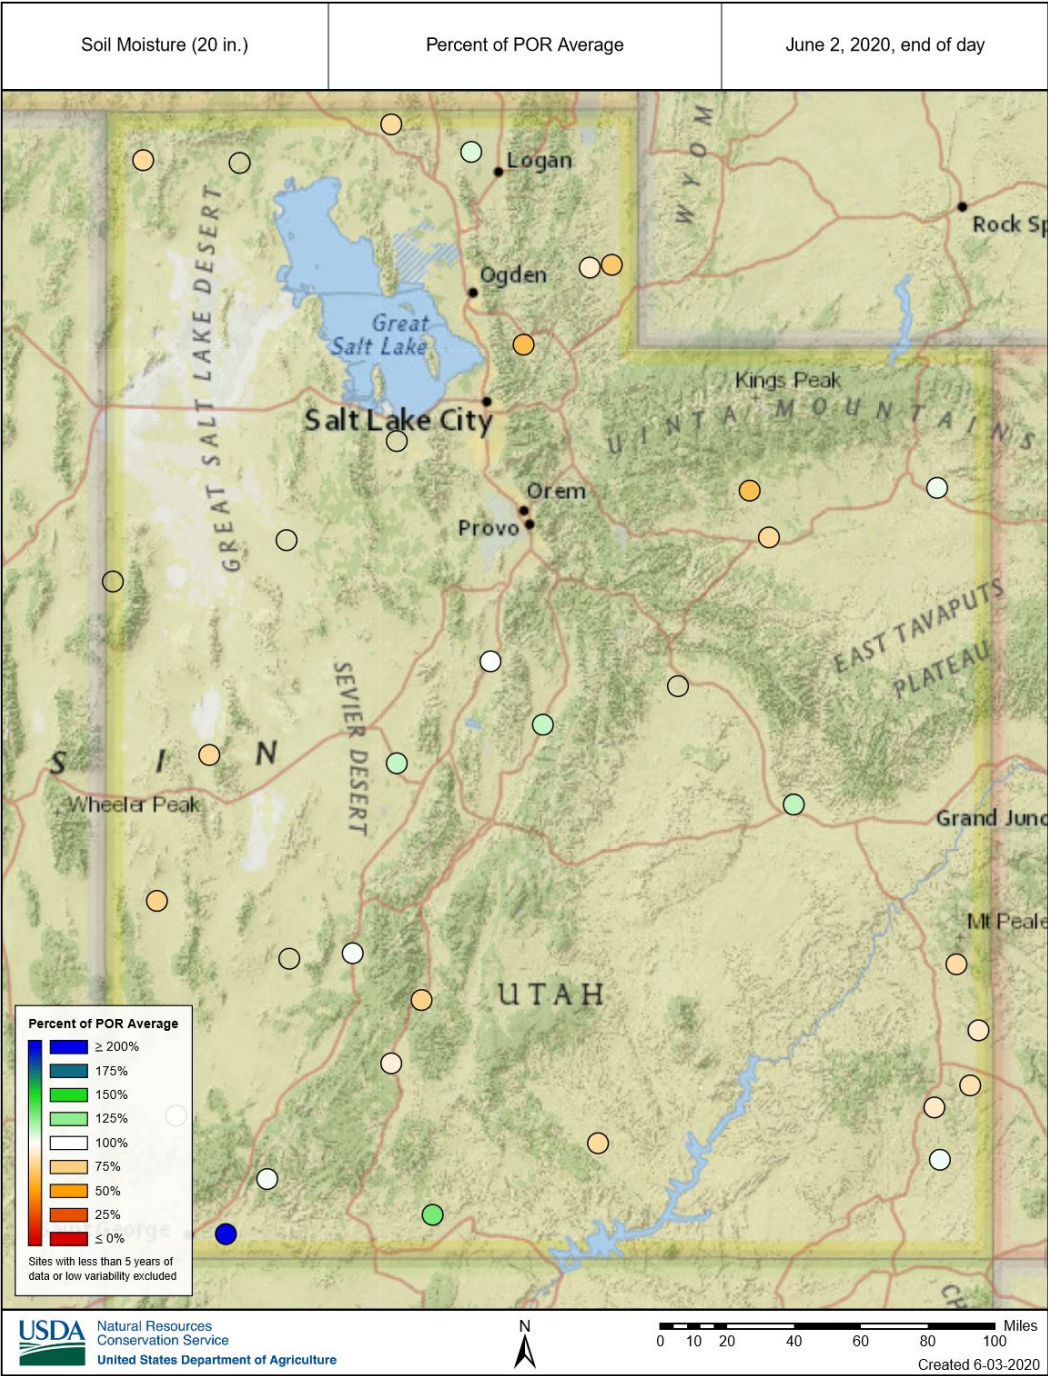 Soil Moisture (20 in.)
Percent of POR Average
June 2, 2020, end of day
WYOM
Logan
Rock Sp
Ogden
GREAT SALT LAKE DESERT
Great
Salt Lake
Kings Peak
UINTA MOUNTAINS
Salt Lake City
Orem
Provo
EAST TAVAPUTS
PLATEAU
SEVIER DESERT
S I N
Wheeler Peak
Grand Junc
Mt Peale
UTAH
Percent of POR Average
≥ 200%
175%
150%
125%
100%
75%
50%
25%
≤ 0%
George
Sites with less than 5 years of
data or low variability excluded
CH
USDA
Natural Resources
Conservation Service
United States Department of Agriculture
N
Miles
0 10 20 40 60 80 100
Created 6-03-2020